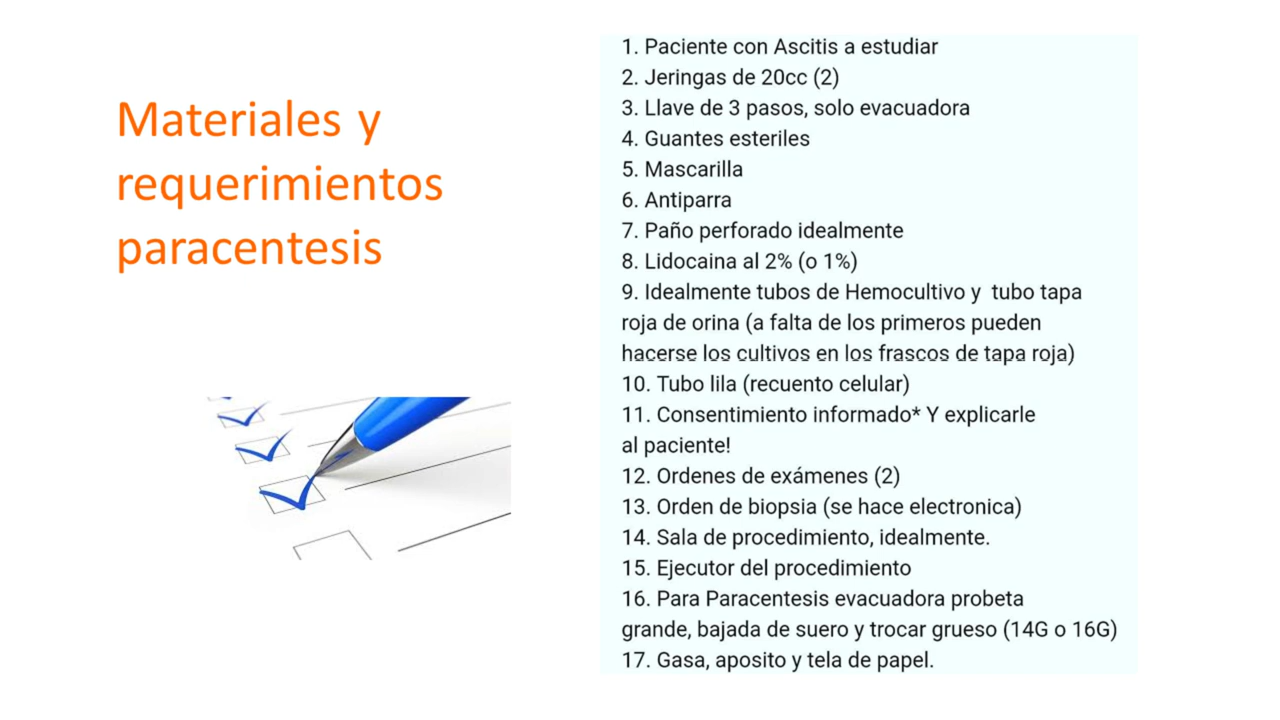 Materiales y
requerimientos
paracentesis
1. Paciente con Ascitis a estudiar
2. Jeringas de 20cc (2)
3. Llave de 3 pasos, solo evacuadora
4. Guantes esteriles
5. Mascarilla
6. Antiparra
7. Paño perforado idealmente
8. Lidocaina al 2% (o 1%)
9. Idealmente tubos de Hemocultivo y tubo tapa
roja de orina (a falta de los primeros pueden
hacerse los cultivos en los frascos de tapa roja)
10. Tubo lila (recuento celular)
11. Consentimiento informado* Y explicarle
al paciente!
12. Ordenes de exámenes (2)
13. Orden de biopsia (se hace electronica)
14. Sala de procedimiento, idealmente.
15. Ejecutor del procedimiento
16. Para Paracentesis evacuadora probeta
grande, bajada de suero y trocar grueso (14G o 16G)
17. Gasa, aposito y tela de papel.